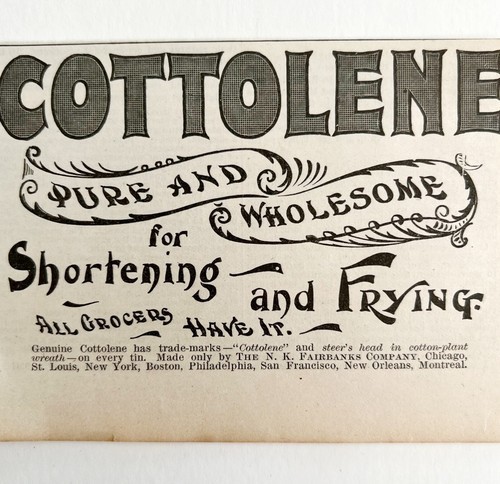 COTTOLENE
PURE AND
WHOLESOME
for
Shortening
and FRYING.
ALL GROCERS HAVE IT.
Genuine Cottolene has trade-marks—"Cottolene" and steer's head in cotton-plant
wreath—on every tin. Made only by THE N. K. FAIRBANKS COMPANY, Chicago,
St. Louis, New York, Boston, Philadelphia, San Francisco, New Orleans, Montreal.